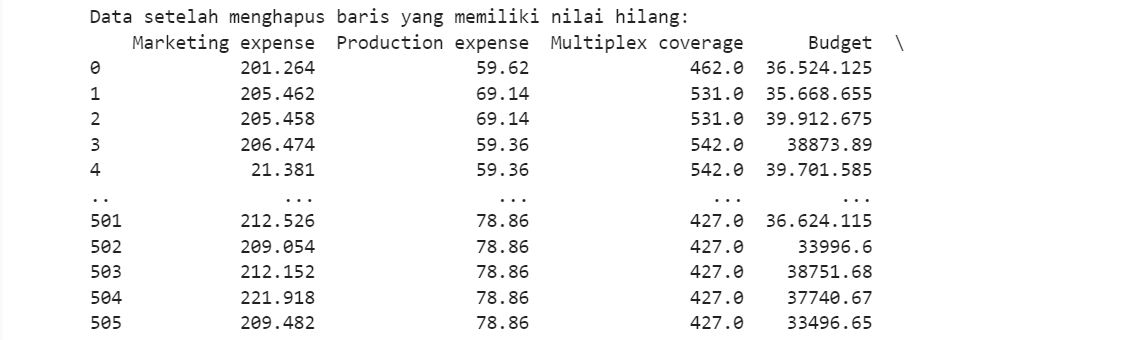 Data setelah menghapus baris yang memiliki nilai hilang:
Marketing expense Production expense Multiplex coverage Budget \
0 201.264 59.62 462.0 36.524.125
1 205.462 69.14 531.0 35.668.655
2 205.458 69.14 531.0 39.912.675
3 206.474 59.36 542.0 38873.89
4 21.381 59.36 542.0 39.701.585
.. ... ... ... ...
501 212.526 78.86 427.0 36.624.115
502 209.054 78.86 427.0 33996.6
503 212.152 78.86 427.0 38751.68
504 221.918 78.86 427.0 37740.67
505 209.482 78.86 427.0 33496.65